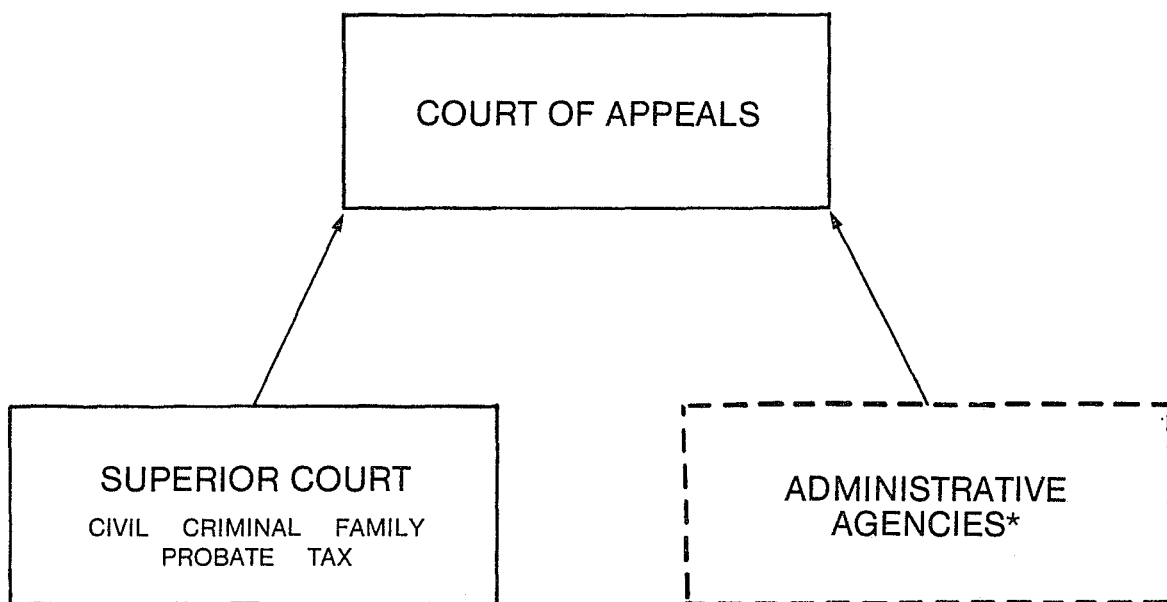 COURT OF APPEALS
SUPERIOR COURT
CIVIL CRIMINAL FAMILY
PROBATE TAX
ADMINISTRATIVE
AGENCIES*